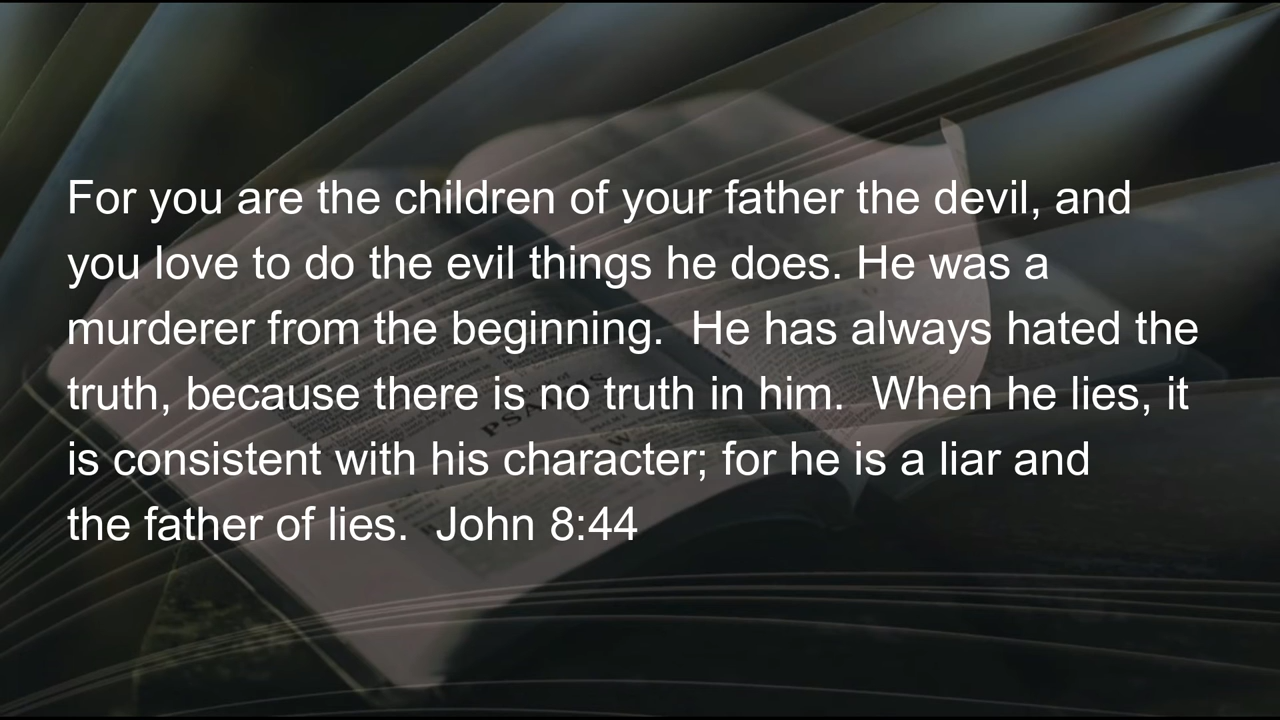 For you are the children of your father the devil, and
you love to do the evil things he does. He was a
murderer from the beginning.  He has always hated the
truth, because there is no truth in him.  When he lies, it
is consistent with his character; for he is a liar and
the father of lies.  John 8:44
PSALMS